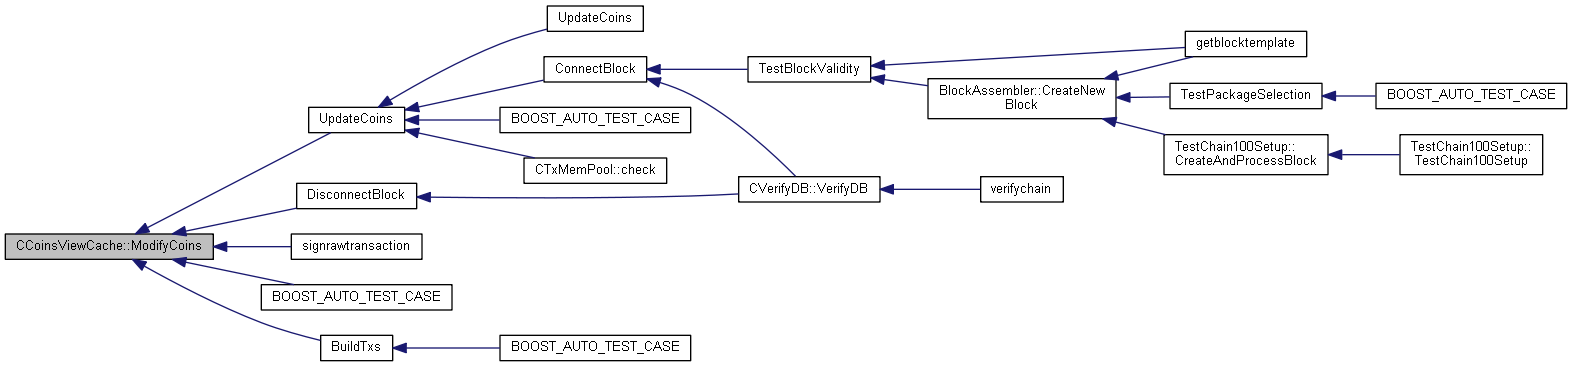 UpdateCoins
getblocktemplate
ConnectBlock
TestBlockValidity
BlockAssembler::CreateNew
Block
TestPackageSelection
BOOST_AUTO_TEST_CASE
UpdateCoins
BOOST_AUTO_TEST_CASE
TestChain100Setup::
CreateAndProcessBlock
TestChain100Setup::
TestChain100Setup
CTxMemPool::check
DisconnectBlock
CVerifyDB::VerifyDB
verifychain
CCoinsViewCache::ModifyCoins
signrawtransaction
BOOST_AUTO_TEST_CASE
BuildTxs
BOOST_AUTO_TEST_CASE